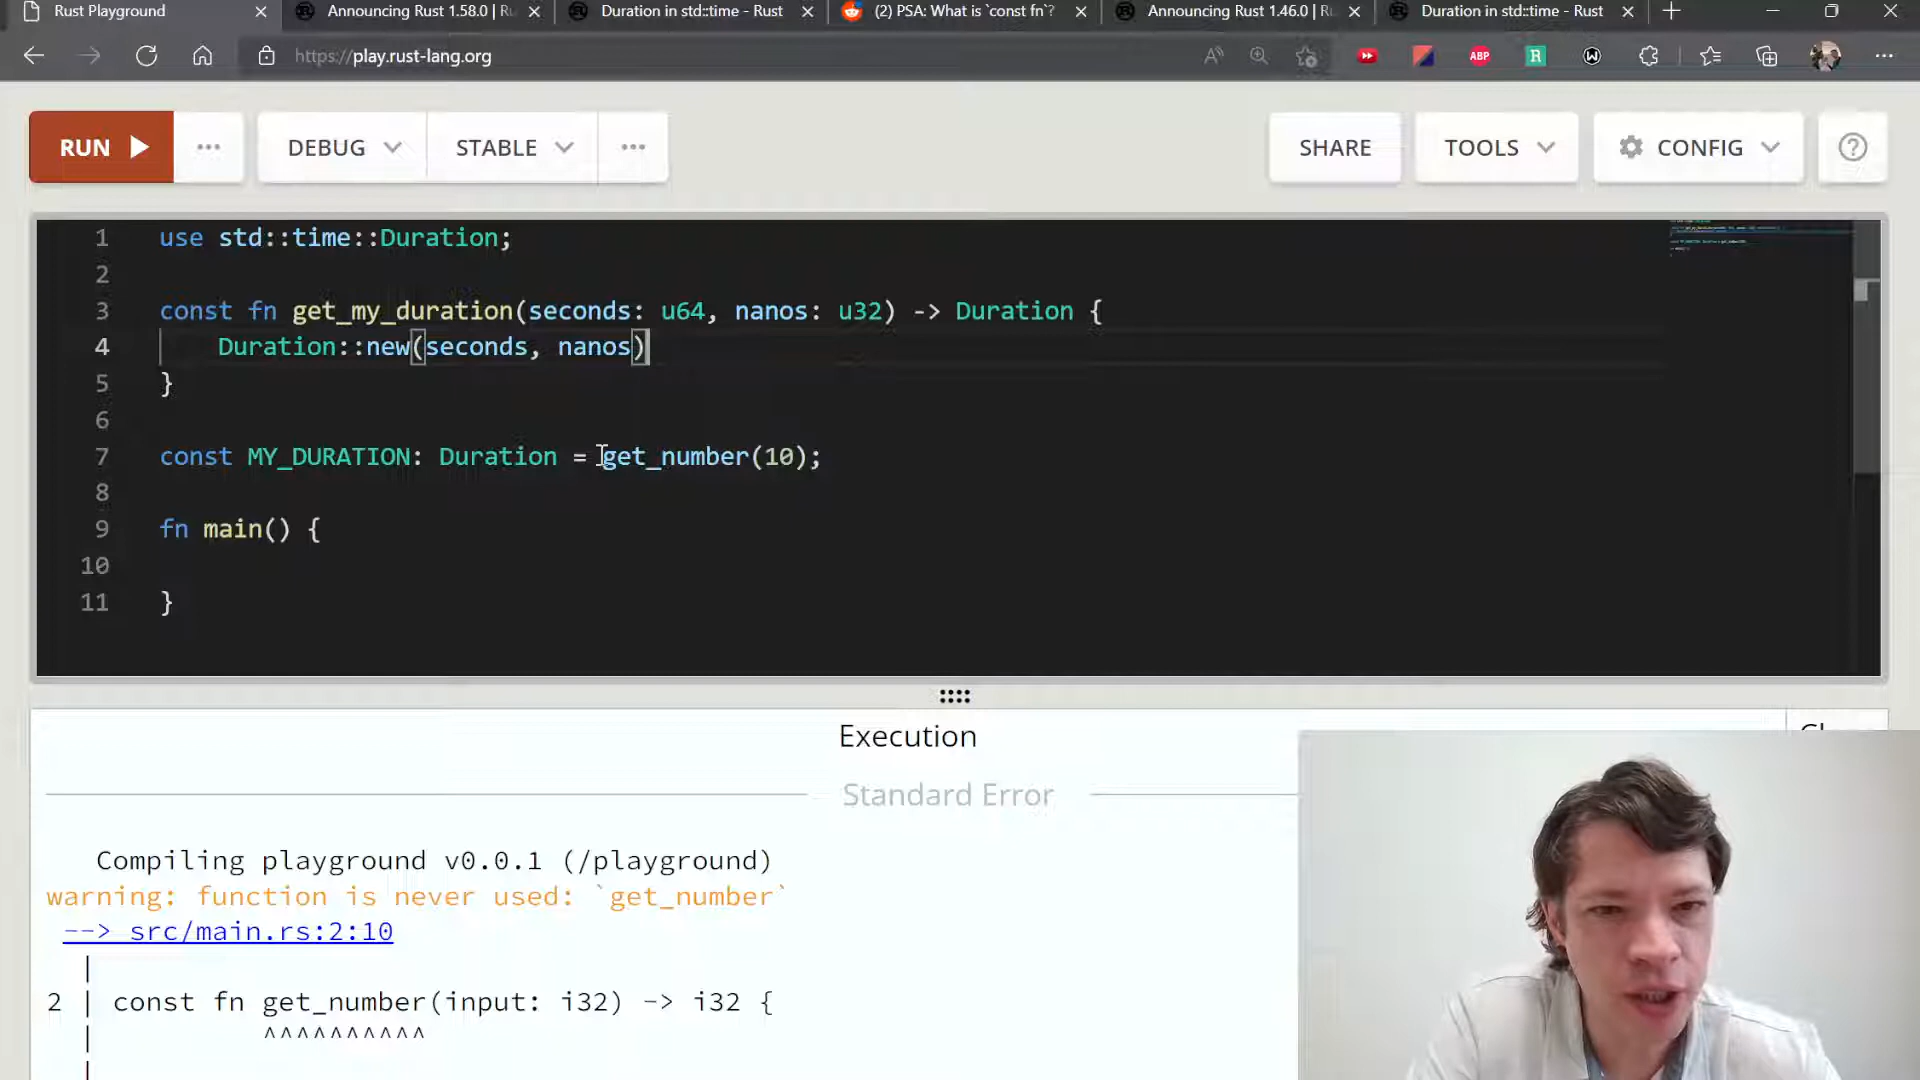 Rust Playground
Announcing Rust 1.58.0 | Ru
Duration in std::time - Rust
(2) PSA: What is `const fn`?
Announcing Rust 1.46.0 | Ru
Duration in std::time - Rust
https://play.rust-lang.org
ABP
R
W
RUN
DEBUG
STABLE
SHARE
TOOLS
CONFIG
1 use std::time::Duration;
2
3 const fn get_my_duration(seconds: u64, nanos: u32) -> Duration {
4 Duration::new(seconds, nanos)
5 }
6
7 const MY_DURATION: Duration = get_number(10);
8
9 fn main() {
10
11 }
Execution
Standard Error
Compiling playground v0.0.1 (/playground)
warning: function is never used: `get_number`
--> src/main.rs:2:10
|
2 | const fn get_number(input: i32) -> i32 {
| ^^^^^^^^^^
|